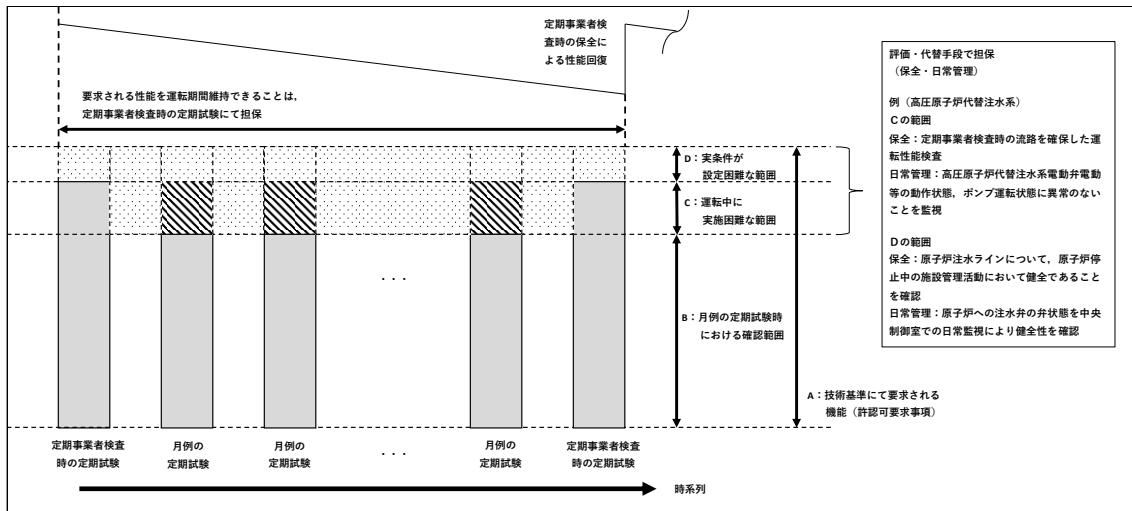 定期事業者検
査時の保全に
よる性能回復
要求される性能を運転期間維持できることは,
定期事業者検査時の定期試験にて担保
D:実条件が
設定困難な範囲
C:運転中に
実施困難な範囲
B:月例の定期試験時
における確認範囲
A:技術基準にて要求される
機能(許認可要求事項)
評価・代替手段で担保
(保全・日常管理)
例(高圧原子炉代替注水系)
Cの範囲
保全:定期事業者検査時の流路を確保した運
転性能検査
日常管理:高圧原子炉代替注水系電動弁電動
等の動作状態,ポンプ運転状態に異常のない
ことを監視
Dの範囲
保全:原子炉注水ラインについて,原子炉停
止中の施設管理活動において健全であること
を確認
日常管理:原子炉への注水弁の弁状態を中央
制御室での日常監視により健全性を確認
・・・
定期事業者検査
時の定期試験
月例の
定期試験
月例の
定期試験
・・・
月例の
定期試験
定期事業者検査
時の定期試験
時系列